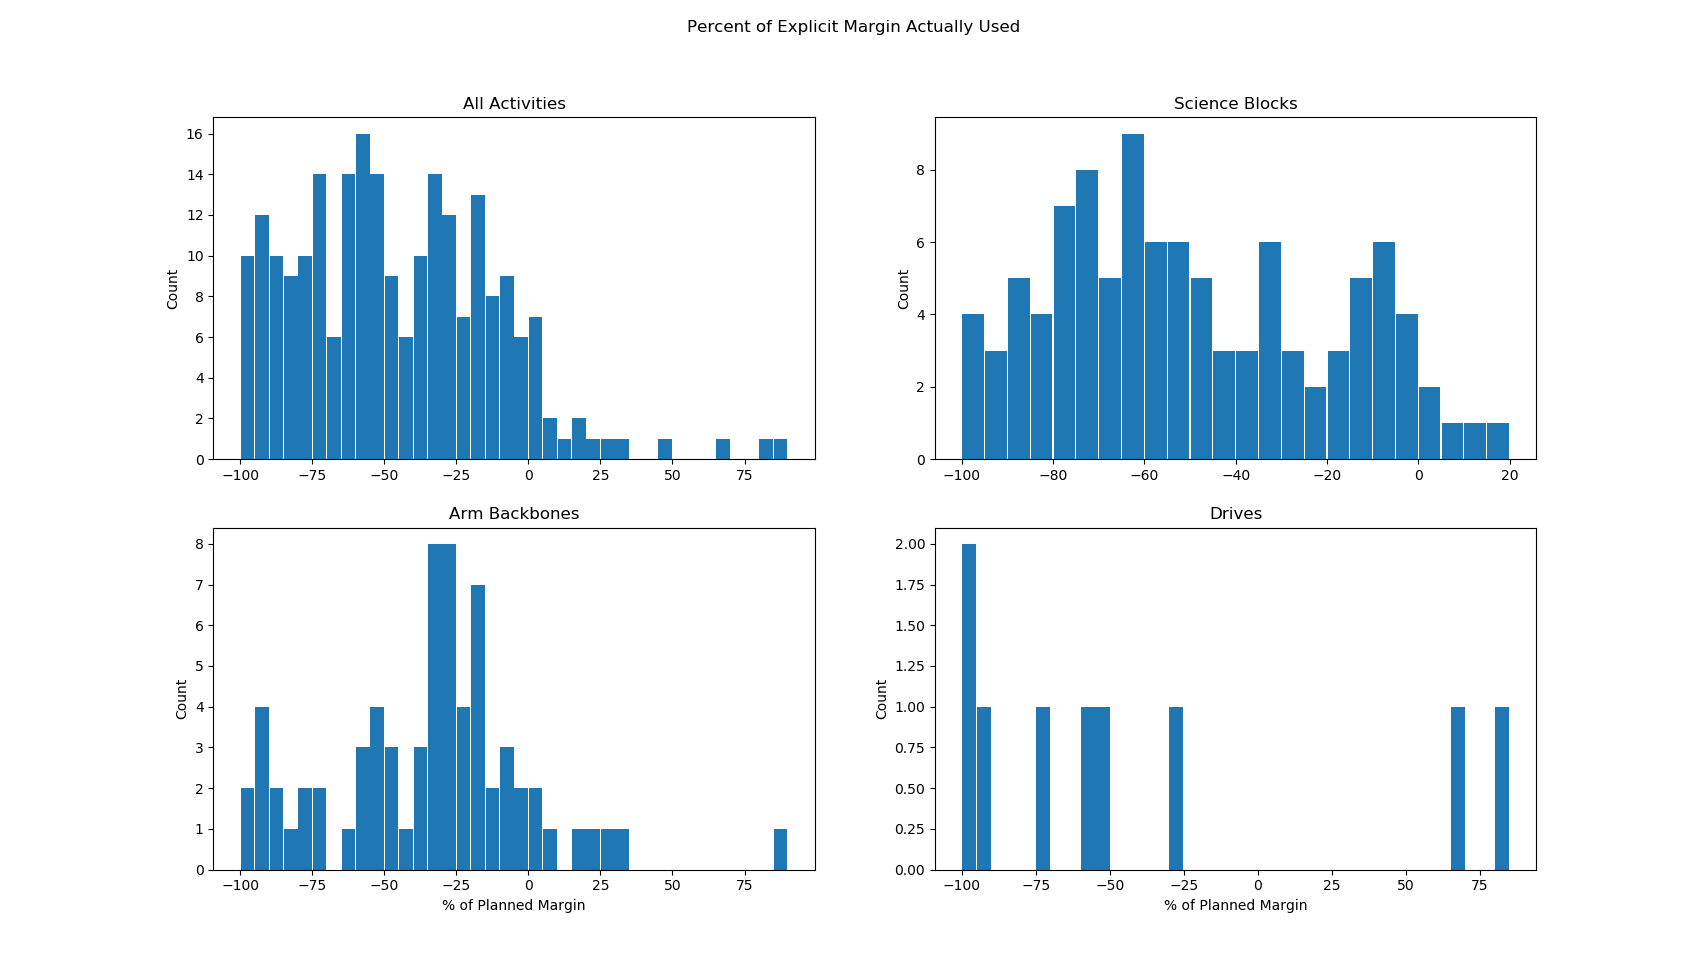 Percent of Explicit Margin Actually Used
All Activities
Count
16
14
12
10
8
6
4
2
0
−100 −75 −50 −25 0 25 50 75
Science Blocks
Count
8
6
4
2
0
−100 −80 −60 −40 −20 0 20
Arm Backbones
Count
8
7
6
5
4
3
2
1
0
−100 −75 −50 −25 0 25 50 75
% of Planned Margin
Drives
Count
2.00
1.75
1.50
1.25
1.00
0.75
0.50
0.25
0.00
−100 −75 −50 −25 0 25 50 75
% of Planned Margin